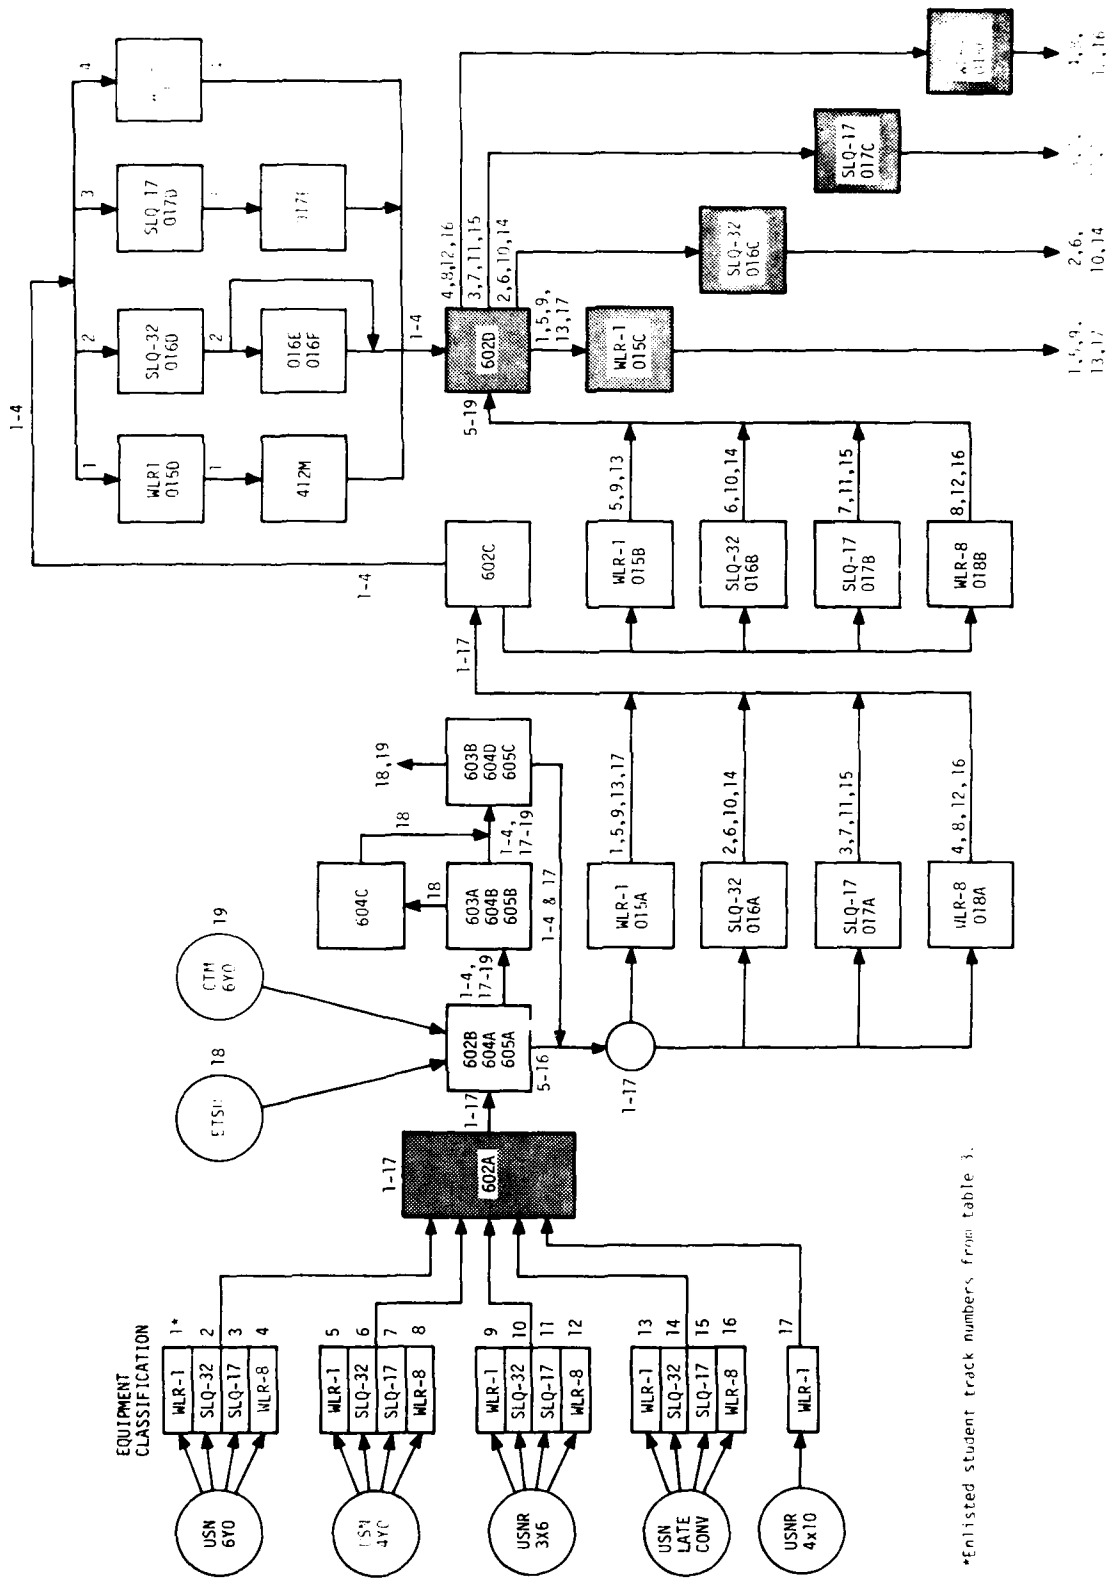 EQUIPMENT
CLASSIFICATION
USN
6YO
WLR-1
1*
SLQ-32
2
SLQ-17
3
WLR-8
4
USN
4YO
WLR-1
5
SLQ-32
6
SLQ-17
7
WLR-8
8
USNR
3X6
WLR-1
9
SLQ-32
10
SLQ-17
11
WLR-8
12
USN
LATE
CONV
WLR-1
13
SLQ-32
14
SLQ-17
15
WLR-8
16
USNR
4x10
WLR-1
17
1-17
602A
1-17
18
CTM
6YO
19
602B
604A
605A
5-16
1-4,
17-19
603A
604B
605B
18
604C
18
1-4,
17-19
603B
604D
605C
18,19
1-4 & 17
1-17
WLR-1
015A
1,5,9,13,17
SLQ-32
016A
2,6,10,14
SLQ-17
017A
3,7,11,15
WLR-8
018A
4,8,12,16
1-17
602C
1-4
1-4
WLR-1
015B
5,9,13
SLQ-32
016B
6,10,14
SLQ-17
017B
7,11,15
WLR-8
018B
8,12,16
1
WLR1
015D
1
412M
2
SLQ-32
016D
2
016E
016F
3
SLQ 17
017D
4
1-4
5-19
602D
4,8,12,16
3,7,11,15
2,6,10,14
1,5,9,
13,17
WLR-1
015C
SLQ-32
016C
SLQ-17
017C
1,5,9,
13,17
2,6,
10,14
*Enlisted student track numbers from table 3.